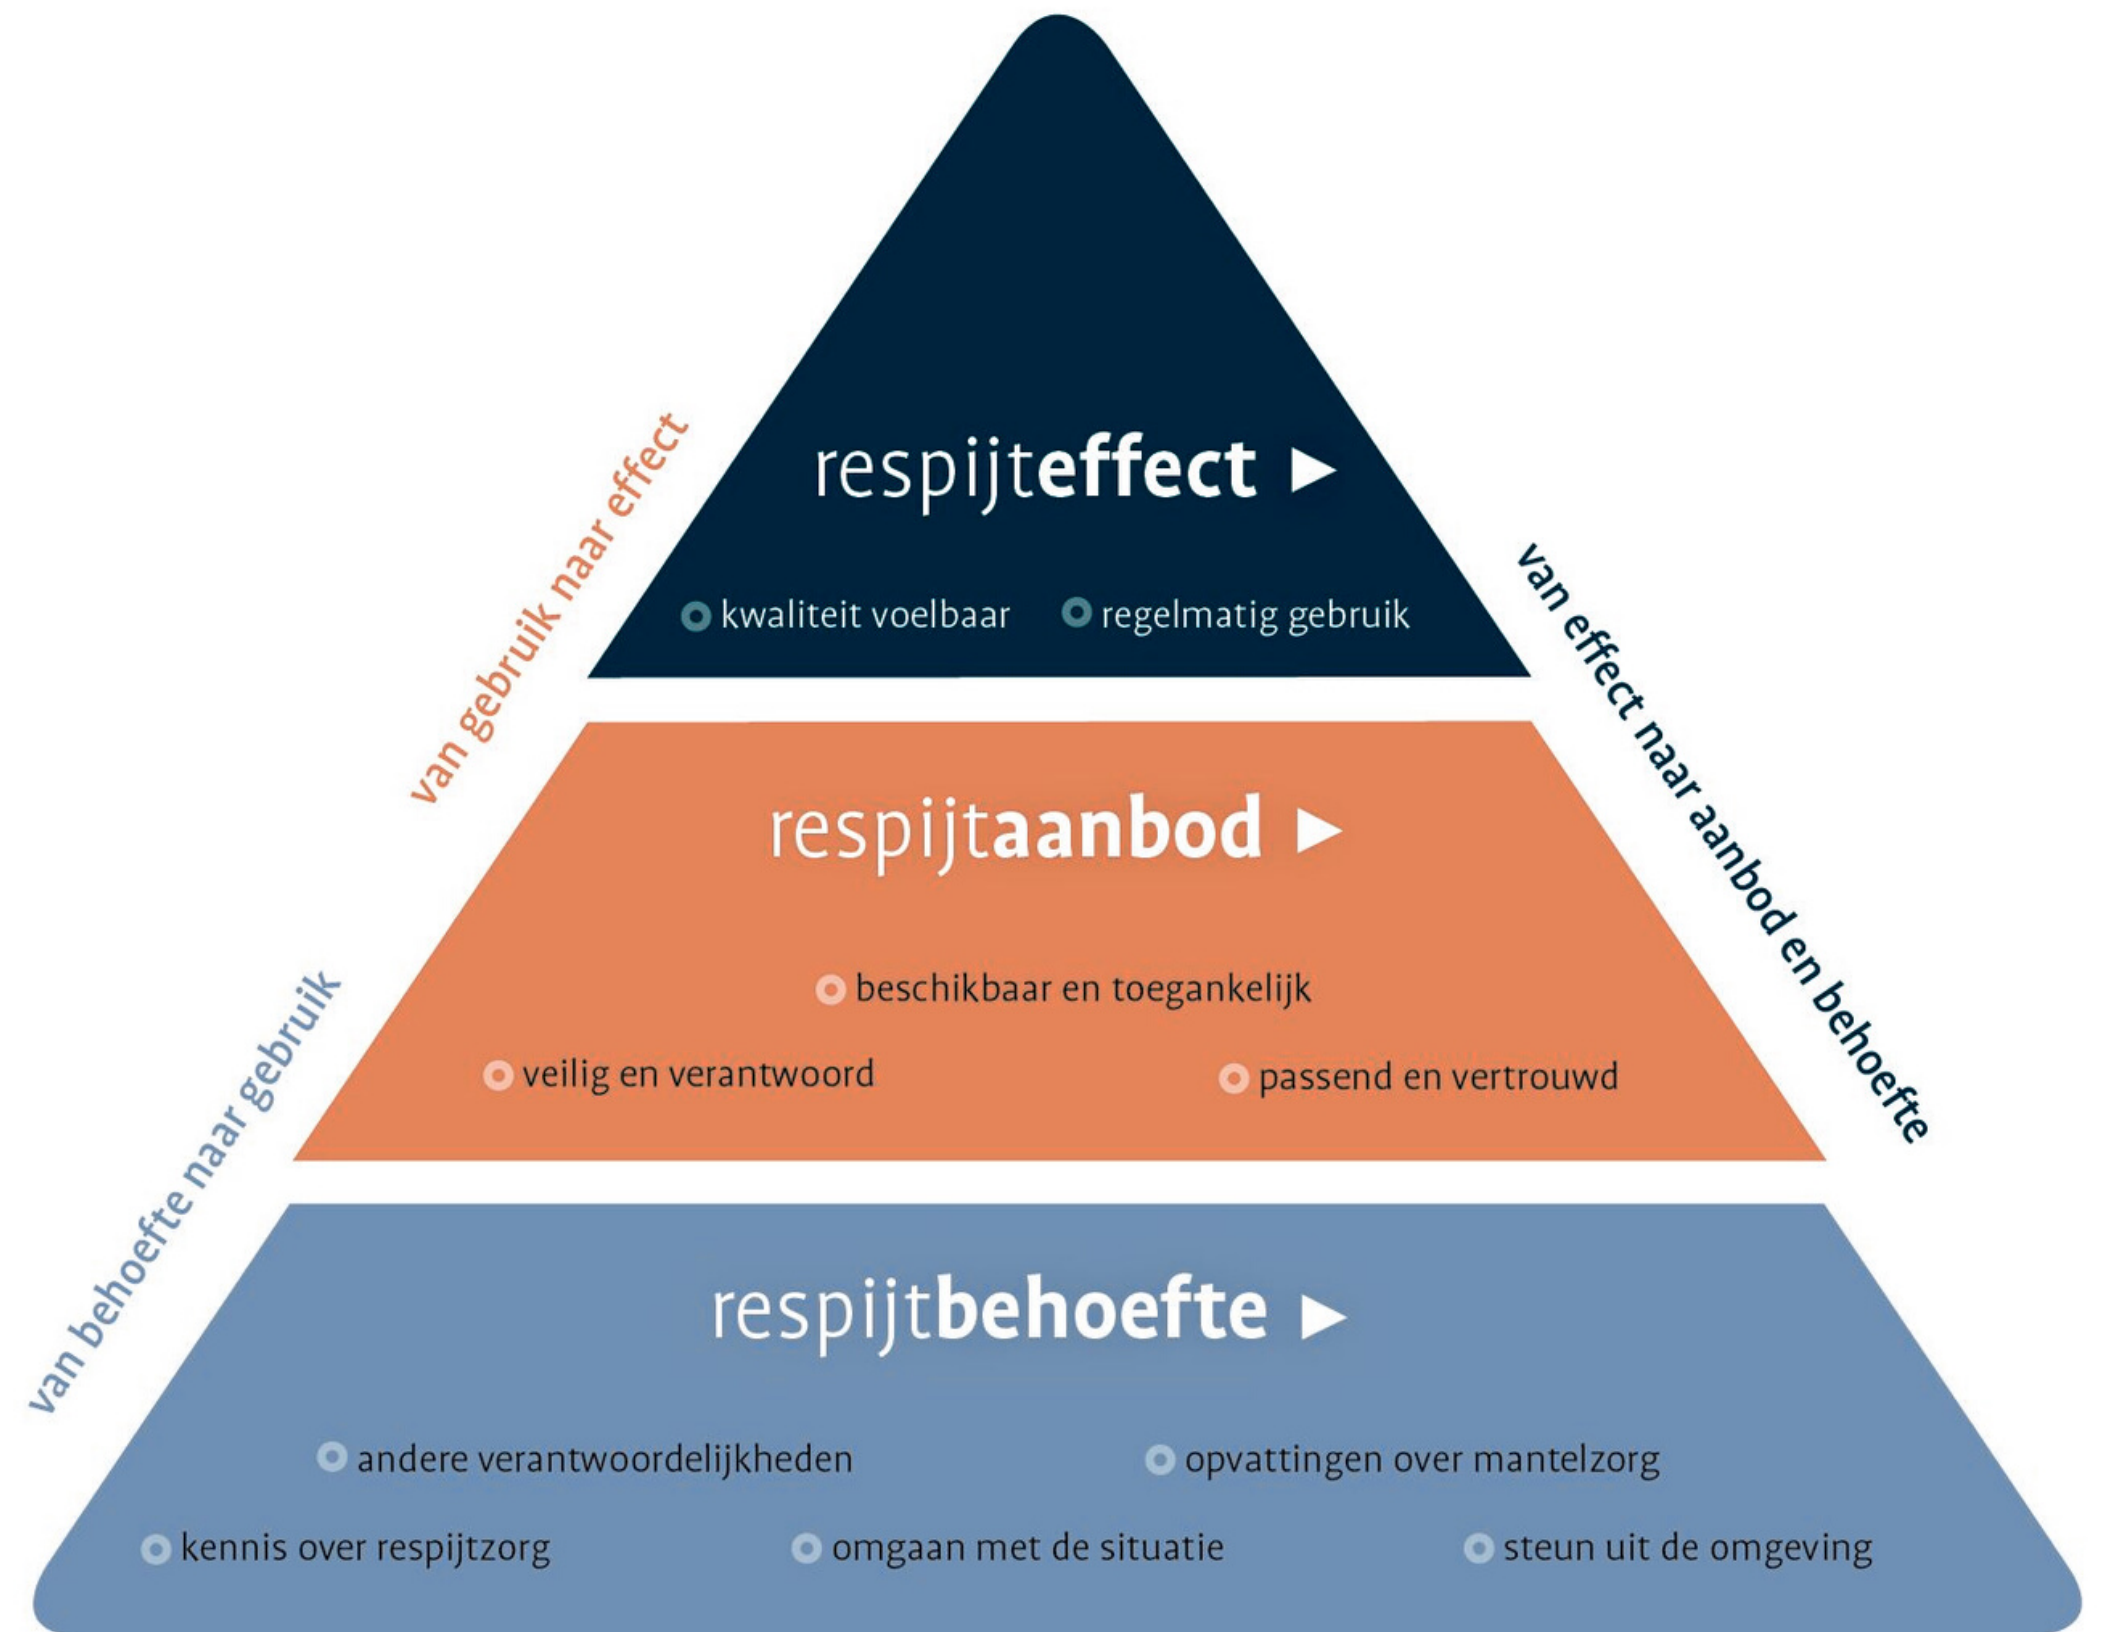 respijteffect ►
kwaliteit voelbaar
regelmatig gebruik
van gebruik naar effect
van effect naar aanbod en behoefte
respijtaanbod ►
beschikbaar en toegankelijk
veilig en verantwoord
passend en vertrouwd
van behoefte naar gebruik
respijtbehoefte ►
andere verantwoordelijkheden
opvattingen over mantelzorg
kennis over respijtzorg
omgaan met de situatie
steun uit de omgeving